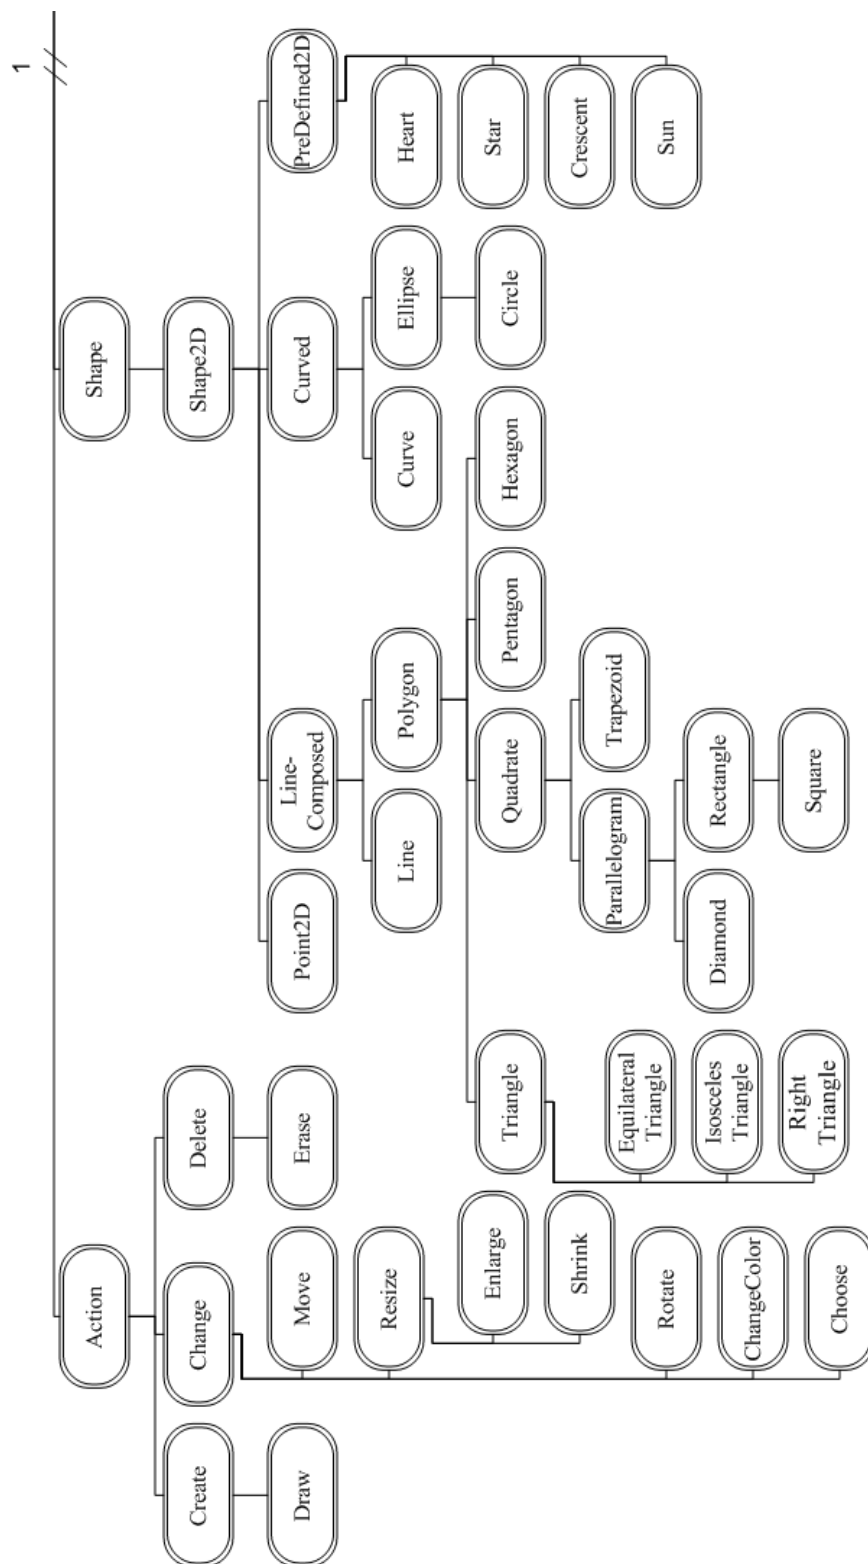 1
Action
Shape
Create
Change
Delete
Shape2D
Draw
Move
Erase
Point2D
Line-
Composed
Curved
PreDefined2D
Resize
Line
Polygon
Curve
Ellipse
Heart
Enlarge
Triangle
Quadrate
Pentagon
Hexagon
Circle
Star
Shrink
Crescent
Equilateral
Triangle
Parallelogram
Trapezoid
Rotate
Sun
Isosceles
Triangle
Diamond
Rectangle
ChangeColor
Right
Triangle
Square
Choose